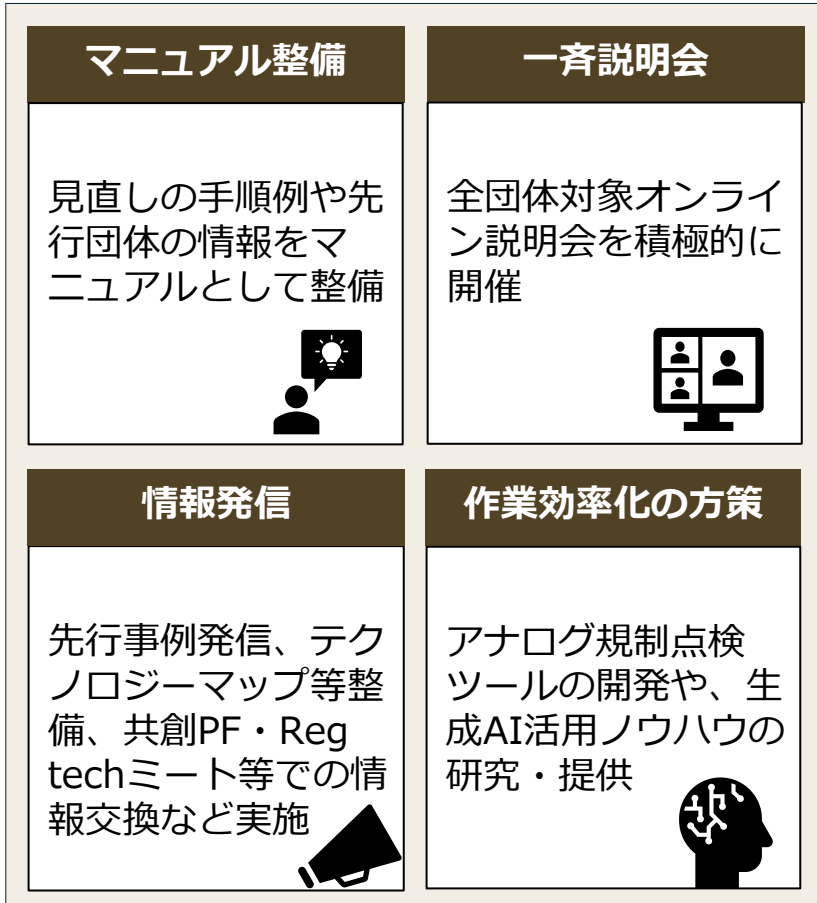 マニュアル整備
見直しの手順例や先
行団体の情報をマ
ニュアルとして整備
一斉説明会
全団体対象オンライ
ン説明会を積極的に
開催
情報発信
先行事例発信、テク
ノロジーマップ等整
備、共創PF・Reg
techミート等での情
報交換など実施
作業効率化の方策
アナログ規制点検
ツールの開発や、生
成AI活用ノウハウの
研究・提供